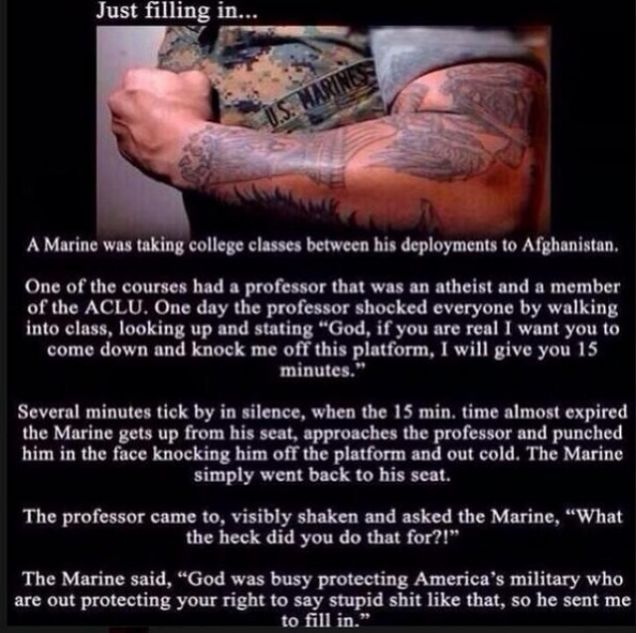 Just filling in...
U.S. MARINES
A Marine was taking college classes between his deployments to Afghanistan.
One of the courses had a professor that was an atheist and a member
of the ACLU. One day the professor shocked everyone by walking
into class, looking up and stating "God, if you are real I want you to
come down and knock me off this platform, I will give you 15
minutes."
Several minutes tick by in silence, when the 15 min. time almost expired
the Marine gets up from his seat, approaches the professor and punched
him in the face knocking him off the platform and out cold. The Marine
simply went back to his seat.
The professor came to, visibly shaken and asked the Marine, "What
the heck did you do that for?!"
The Marine said, "God was busy protecting America's military who
are out protecting your right to say stupid shit like that, so he sent me
to fill in."